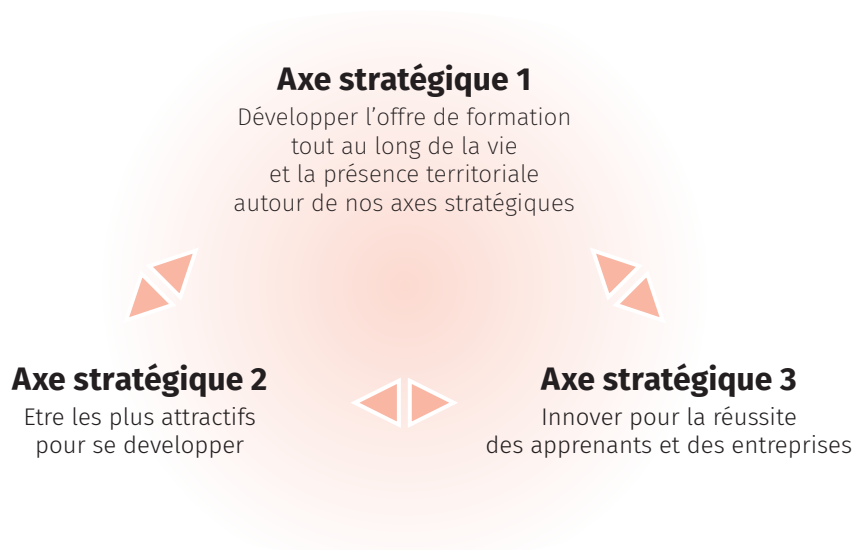 Axe stratégique 1
Développer l’offre de formation
tout au long de la vie
et la présence territoriale
autour de nos axes stratégiques
Axe stratégique 2
Etre les plus attractifs
pour se developper
Axe stratégique 3
Innover pour la réussite
des apprenants et des entreprises